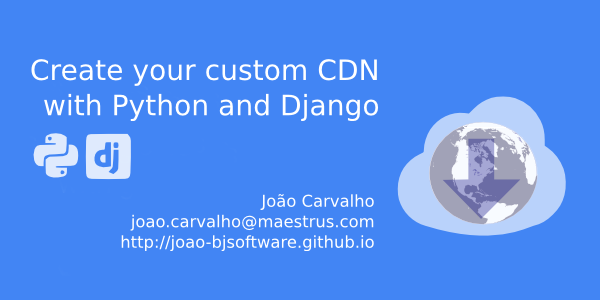 Create your custom CDN
with Python and Django
dj
João Carvalho
joao.carvalho@maestrus.com
http://joao-bjsoftware.github.io